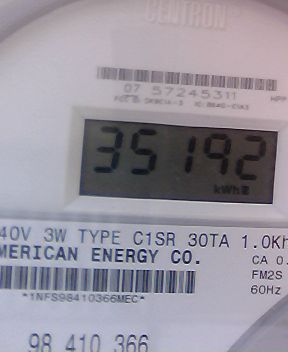 CENTRON®
07 57245311
35192
kWh
40V 3W TYPE C1SR 30TA 1.0Kh
MERICAN ENERGY CO.
CA 0.
FM2S
60Hz
*1NFS98410366MEC*
98 410 366